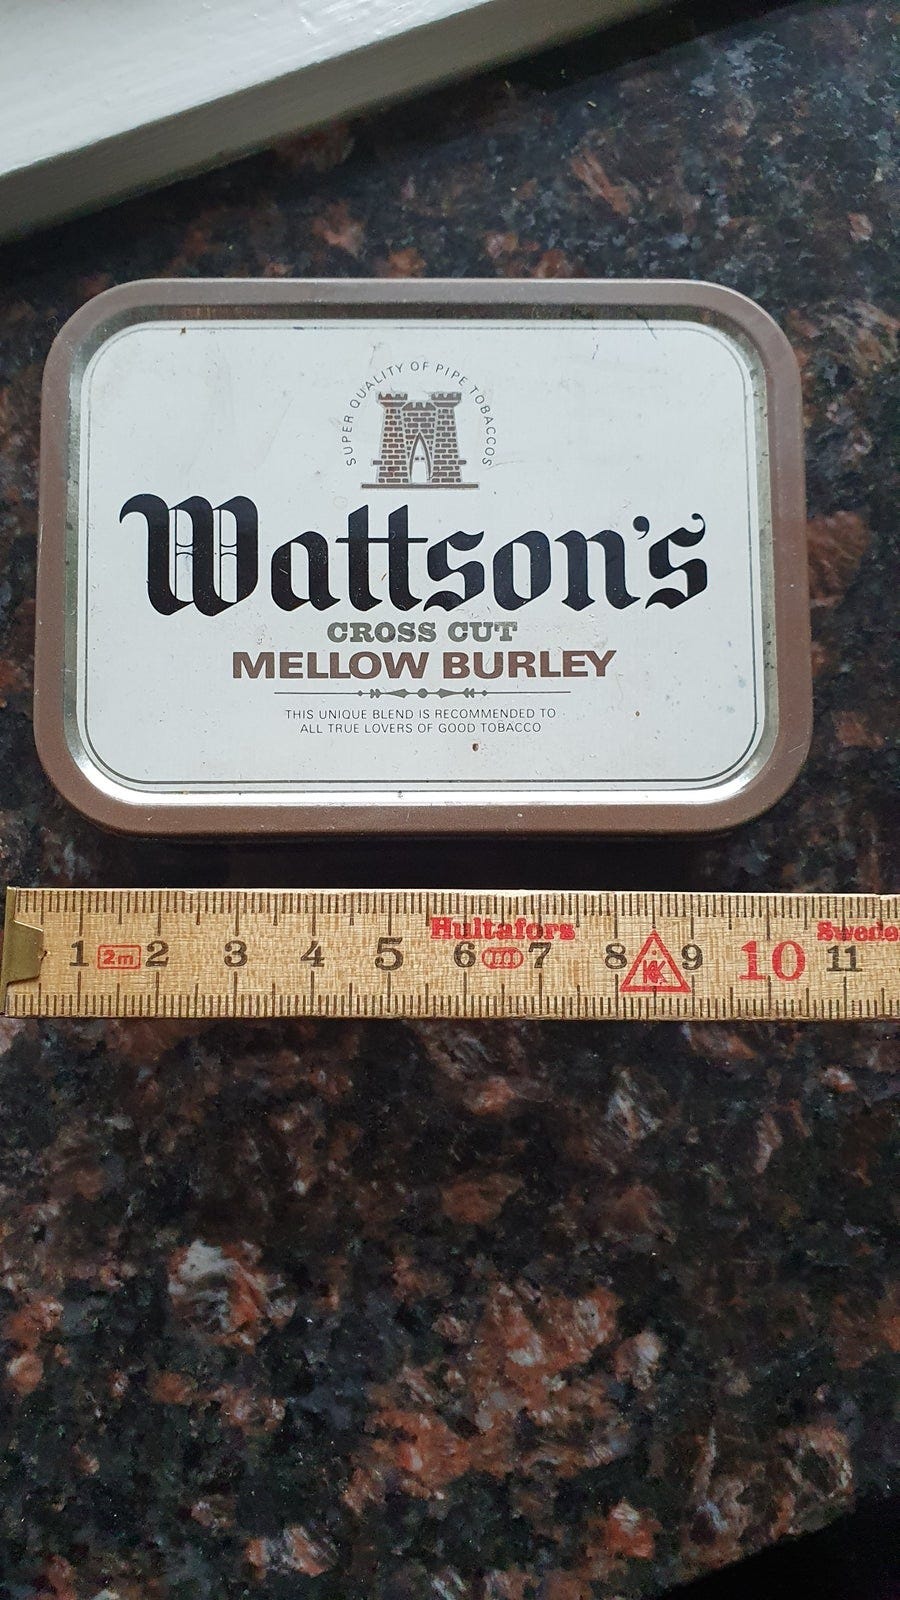 SUPER QUALITY OF PIPE TOBACCOS
Wattson's
CROSS CUT
MELLOW BURLEY
THIS UNIQUE BLEND IS RECOMMENDED TO
ALL TRUE LOVERS OF GOOD TOBACCO
Hultafors Swede
1 2m 2 3 4 5 6 7 8 K 9 10 11